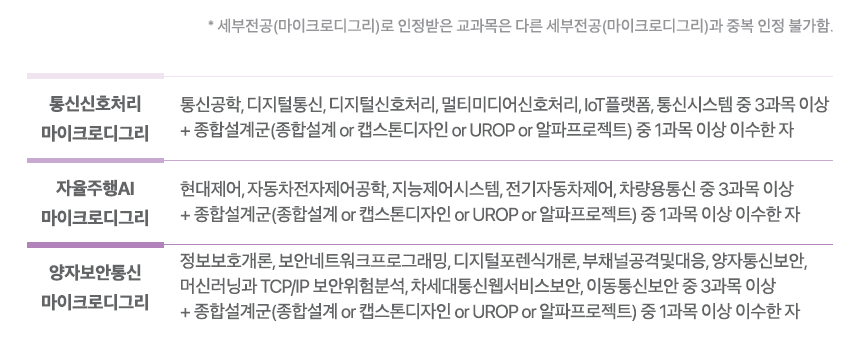 * 세부전공(마이크로디그리)로 인정받은 교과목은 다른 세부전공(마이크로디그리)과 중복 인정 불가함.
통신신호처리
마이크로디그리
통신공학, 디지털통신, 디지털신호처리, 멀티미디어신호처리, IoT플랫폼, 통신시스템 중 3과목 이상
+ 종합설계군(종합설계 or 캡스톤디자인 or UROP or 알파프로젝트) 중 1과목 이상 이수한 자
자율주행AI
마이크로디그리
현대제어, 자동차전자제어공학, 지능제어시스템, 전기자동차제어, 차량용통신 중 3과목 이상
+ 종합설계군(종합설계 or 캡스톤디자인 or UROP or 알파프로젝트) 중 1과목 이상 이수한 자
양자보안통신
마이크로디그리
정보보호개론, 보안네트워크프로그래밍, 디지털포렌식개론, 부채널공격및대응, 양자통신보안,
머신러닝과 TCP/IP 보안위험분석, 차세대통신웹서비스보안, 이동통신보안 중 3과목 이상
+ 종합설계군(종합설계 or 캡스톤디자인 or UROP or 알파프로젝트) 중 1과목 이상 이수한 자